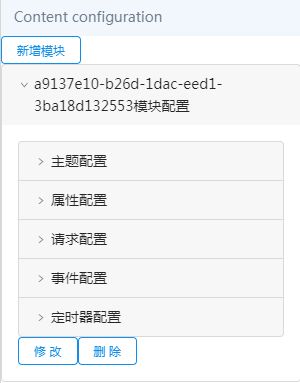 Content configuration
新增模块
a9137e10-b26d-1dac-eed1-
3ba18d132553模块配置
主题配置
属性配置
请求配置
事件配置
定时器配置
修 改 删 除